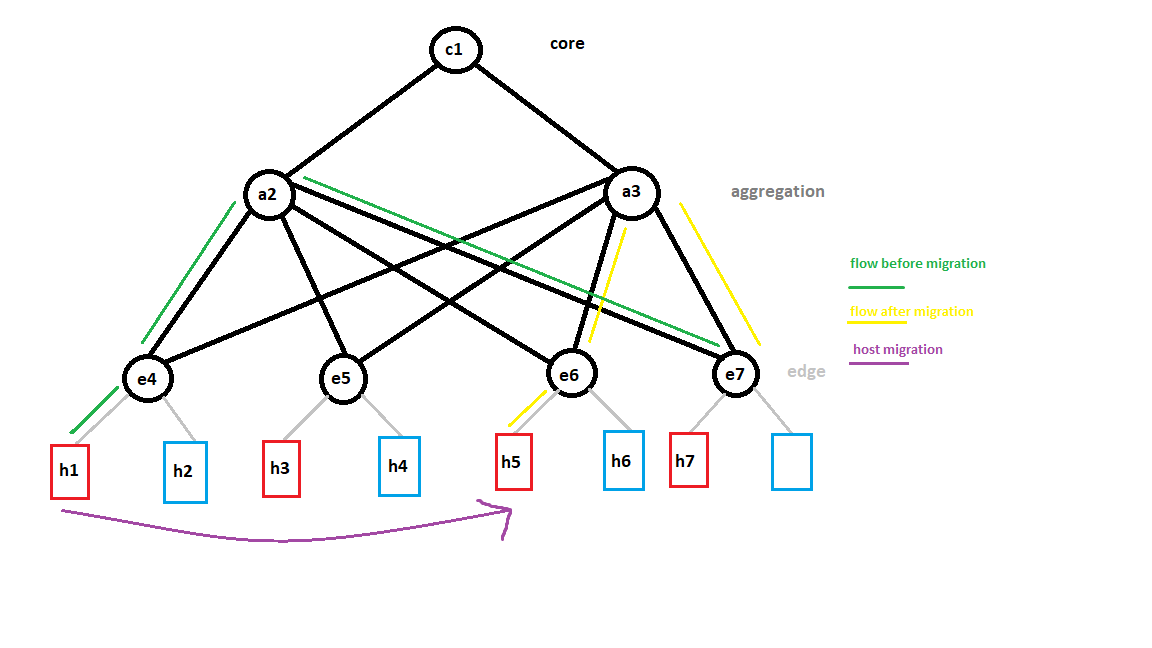 c1
core
a2
a3
aggregation
flow before migration
flow after migration
host migration
e4
e5
e6
e7
edge
h1
h2
h3
h4
h5
h6
h7